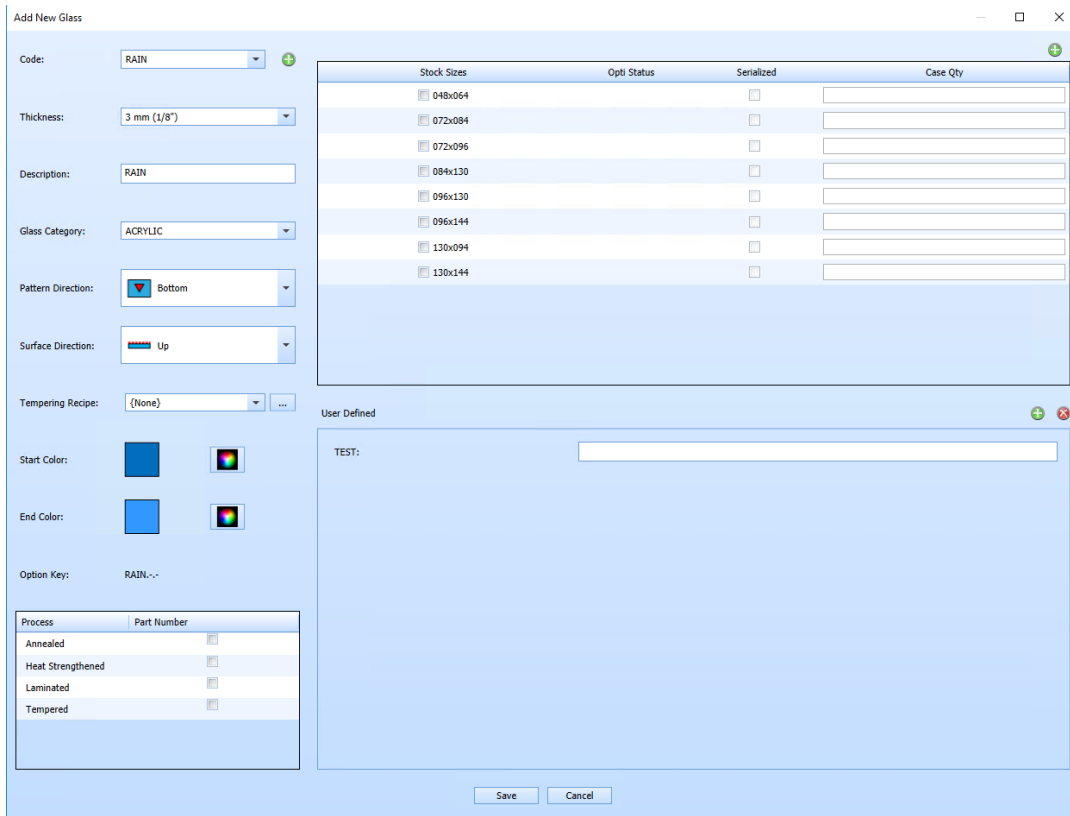 Add New Glass
Code: RAIN
Thickness: 3 mm (1/8")
Description: RAIN
Glass Category: ACRYLIC
Pattern Direction: Bottom
Surface Direction: Up
Tempering Recipe: {None} ...
Start Color:
End Color:
Option Key: RAIN.-.-
Process Part Number
Annealed
Heat Strengthened
Laminated
Tempered
Stock Sizes Opti Status Serialized Case Qty
048x064
072x084
072x096
084x130
096x130
096x144
130x094
130x144
User Defined
TEST:
Save Cancel